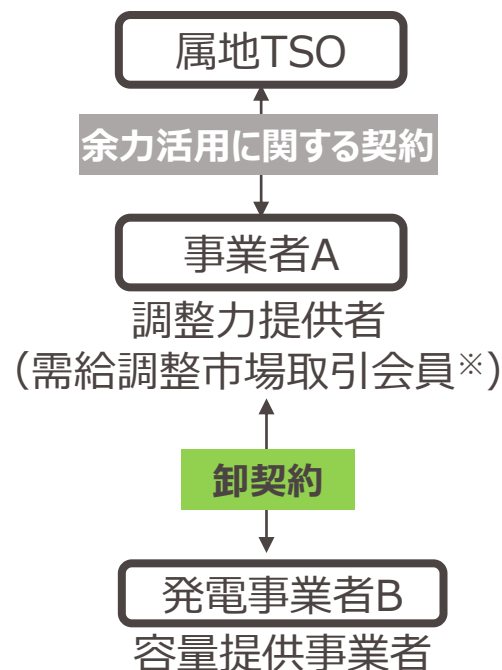 属地TSO
余力活用に関する契約
事業者A
調整力提供者
（需給調整市場取引会員※）
卸契約
発電事業者B
容量提供事業者